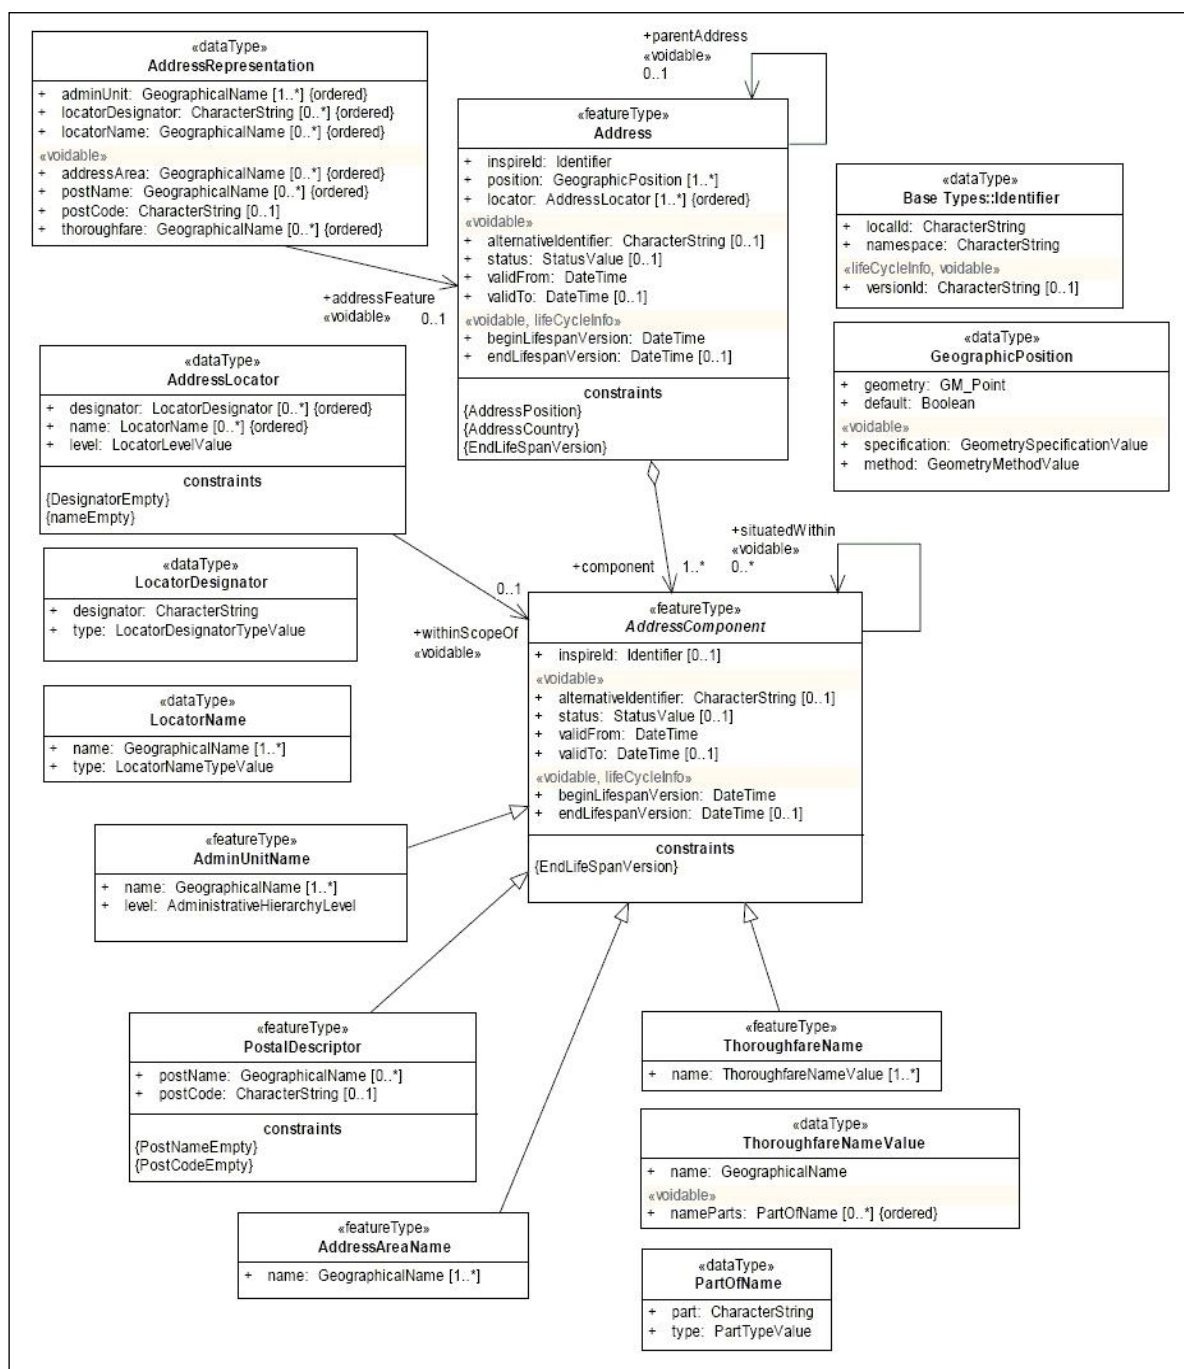 «dataType»
AddressRepresentation
+ adminUnit: GeographicalName [1..*] {ordered}
+ locatorDesignator: CharacterString [0..*] {ordered}
+ locatorName: GeographicalName [0..*] {ordered}
«voidable»
+ addressArea: GeographicalName [0..*] {ordered}
+ postName: GeographicalName [0..*] {ordered}
+ postCode: CharacterString [0..1]
+ thoroughfare: GeographicalName [0..*] {ordered}
+parentAddress
«voidable»
0..1
«featureType»
Address
+ inspireId: Identifier
+ position: GeographicPosition [1..*]
+ locator: AddressLocator [1..*] {ordered}
«voidable»
+ alternativeIdentifier: CharacterString [0..1]
+ status: StatusValue [0..1]
+ validFrom: DateTime
+ validTo: DateTime [0..1]
«voidable, lifeCycleInfo»
+ beginLifespanVersion: DateTime
+ endLifespanVersion: DateTime [0..1]
constraints
{AddressPosition}
{AddressCountry}
{EndLifeSpanVersion}
«dataType»
Base Types::Identifier
+ localId: CharacterString
+ namespace: CharacterString
«lifeCycleInfo, voidable»
+ versionId: CharacterString [0..1]
+addressFeature
«voidable» 0..1
«dataType»
GeographicPosition
+ geometry: GM_Point
+ default: Boolean
«voidable»
+ specification: GeometrySpecificationValue
+ method: GeometryMethodValue
«dataType»
AddressLocator
+ designator: LocatorDesignator [0..*] {ordered}
+ name: LocatorName [0..*] {ordered}
+ level: LocatorLevelValue
constraints
{DesignatorEmpty}
{nameEmpty}
+situatedWithin
«voidable»
0..*
+component 1..*
0..1
+withinScopeOf
«voidable»
«dataType»
LocatorDesignator
+ designator: CharacterString
+ type: LocatorDesignatorTypeValue
«featureType»
AddressComponent
+ inspireId: Identifier [0..1]
«voidable»
+ alternativeIdentifier: CharacterString [0..1]
+ status: StatusValue [0..1]
+ validFrom: DateTime
+ validTo: DateTime [0..1]
«voidable, lifeCycleInfo»
+ beginLifespanVersion: DateTime
+ endLifespanVersion: DateTime [0..1]
constraints
{EndLifeSpanVersion}
«dataType»
LocatorName
+ name: GeographicalName [1..*]
+ type: LocatorNameTypeValue
«featureType»
AdminUnitName
+ name: GeographicalName [1..*]
+ level: AdministrativeHierarchyLevel
«featureType»
PostalDescriptor
+ postName: GeographicalName [0..*]
+ postCode: CharacterString [0..1]
constraints
{PostNameEmpty}
{PostCodeEmpty}
«featureType»
ThoroughfareName
+ name: ThoroughfareNameValue [1..*]
«dataType»
ThoroughfareNameValue
+ name: GeographicalName
«voidable»
+ nameParts: PartOfName [0..*] {ordered}
«featureType»
AddressAreaName
+ name: GeographicalName [1..*]
«dataType»
PartOfName
+ part: CharacterString
+ type: PartTypeValue